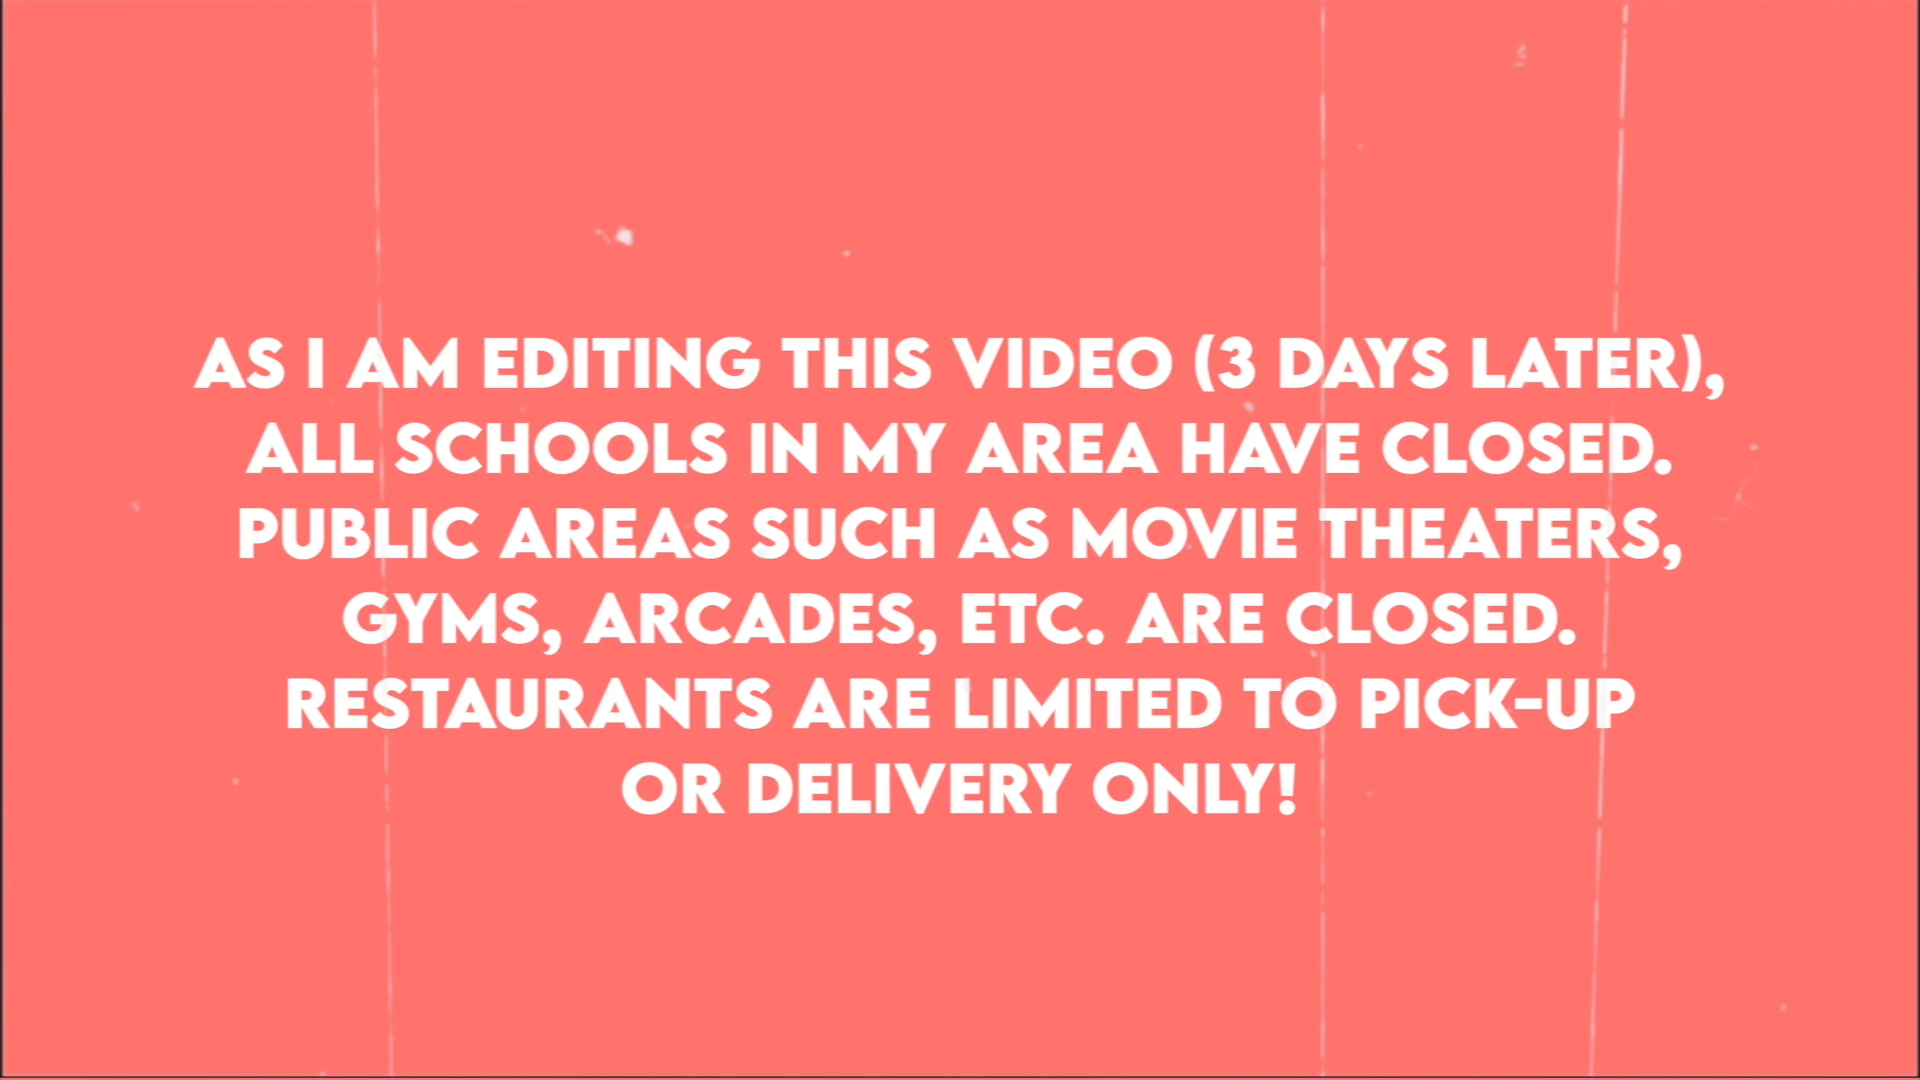 AS I AM EDITING THIS VIDEO (3 DAYS LATER),
ALL SCHOOLS IN MY AREA HAVE CLOSED.
PUBLIC AREAS SUCH AS MOVIE THEATERS,
GYMS, ARCADES, ETC. ARE CLOSED.
RESTAURANTS ARE LIMITED TO PICK-UP
OR DELIVERY ONLY!